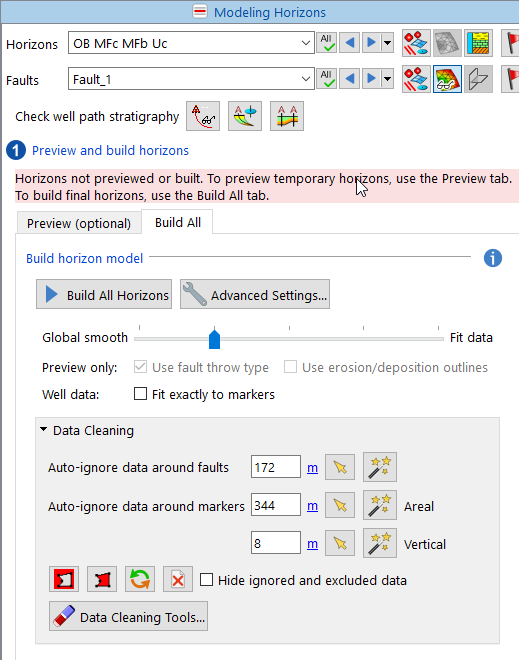 Modeling Horizons
Horizons OB MFc MFb Uc All
Faults Fault_1 All
Check well path stratigraphy
1 Preview and build horizons
Horizons not previewed or built. To preview temporary horizons, use the Preview tab.
To build final horizons, use the Build All tab.
Preview (optional) Build All
Build horizon model i
Build All Horizons Advanced Settings...
Global smooth Fit data
Preview only: Use fault throw type Use erosion/deposition outlines
Well data: Fit exactly to markers
Data Cleaning
Auto-ignore data around faults 172 m
Auto-ignore data around markers 344 m Areal
8 m Vertical
Hide ignored and excluded data
Data Cleaning Tools...